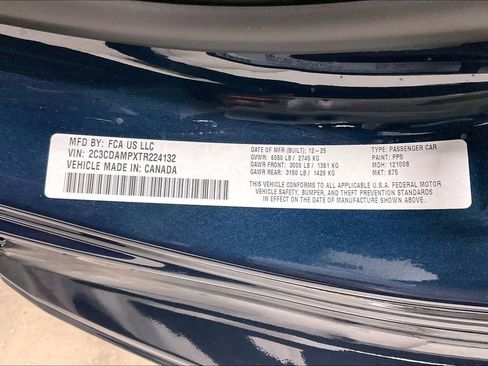 MFD BY: FCA US LLC
VIN: 2C3CDAMPXTR224132
VEHICLE MADE IN: CANADA
DATE OF MFR (BUILT): 12-25
GVWR: 6050 LB / 2745 KG
GAWR FRONT: 3000 LB / 1361 KG
GAWR REAR: 3150 LB / 1429 KG
TYPE: PASSENGER CAR
PAINT: PPS
MDH: 121008
MXT: 875
THIS VEHICLE CONFORMS TO ALL APPLICABLE U.S.A. FEDERAL MOTOR
VEHICLE SAFETY, BUMPER, AND THEFT PREVENTION STANDARDS
IN EFFECT ON THE DATE OF MANUFACTURE SHOWN ABOVE.